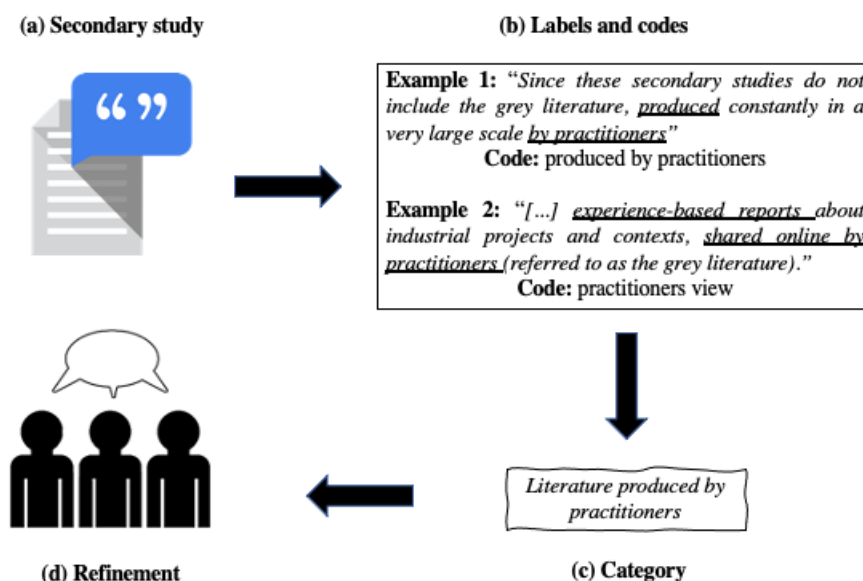 (a) Secondary study
(b) Labels and codes
“ ”
Example 1: “Since these secondary studies do not
include the grey literature, produced constantly in a
very large scale by practitioners”
Code: produced by practitioners
Example 2: “[...] experience-based reports about
industrial projects and contexts, shared online by
practitioners (referred to as the grey literature).”
Code: practitioners view
Literature produced by
practitioners
(c) Category
(d) Refinement